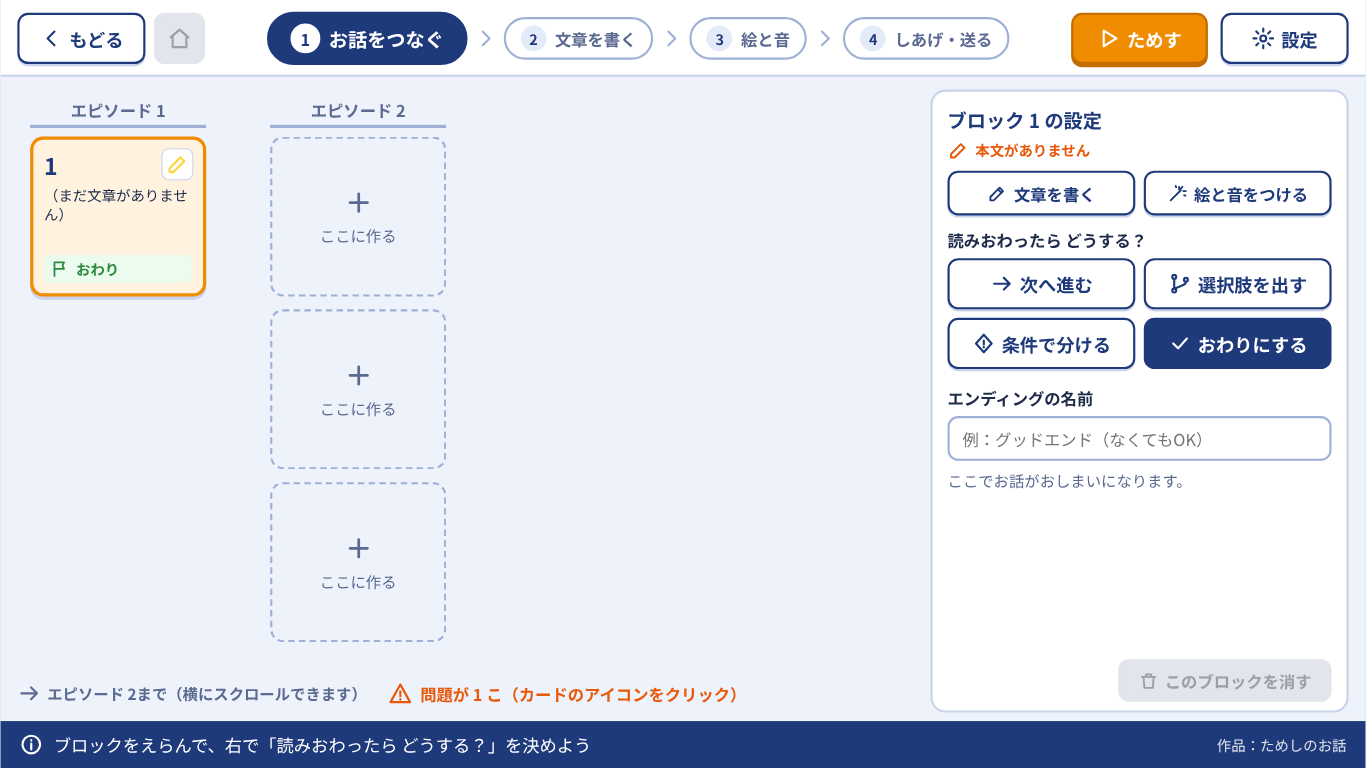 もどる
1 お話をつなぐ
2 文章を書く
3 絵と音
4 しあげ・送る
ためす
設定
エピソード 1
エピソード 2
1
（まだ文章がありませ
ん）
おわり
ここに作る
ここに作る
ここに作る
ブロック 1 の設定
本文がありません
文章を書く
絵と音をつける
読みおわったら どうする？
次へ進む
選択肢を出す
条件で分ける
おわりにする
エンディングの名前
例：グッドエンド（なくてもOK）
ここでお話がおしまいになります。
このブロックを消す
エピソード 2まで（横にスクロールできます）
問題が 1 こ（カードのアイコンをクリック）
ブロックをえらんで、右で「読みおわったら どうする？」を決めよう
作品：ためしのお話